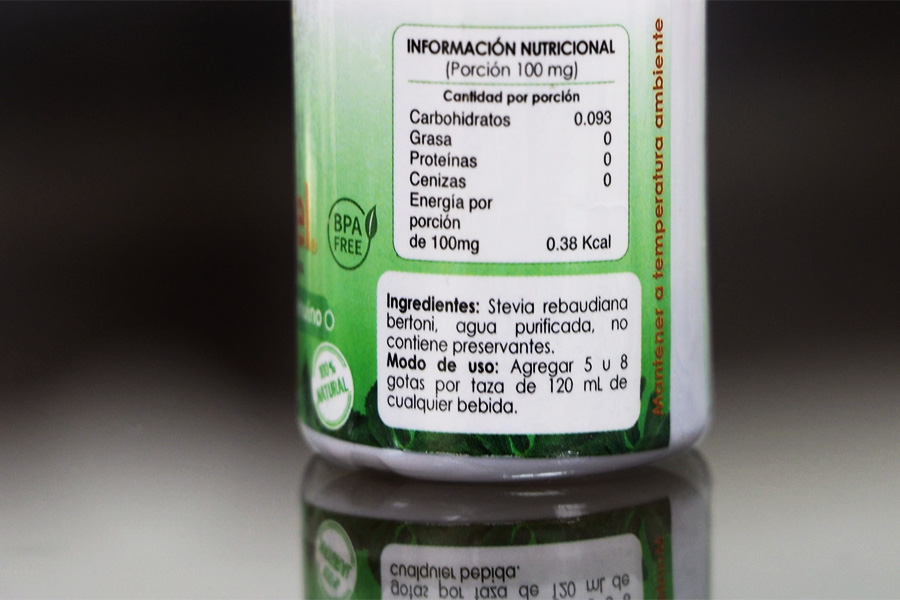 INFORMACIÓN NUTRICIONAL
(Porción 100 mg)
Cantidad por porción
Carbohidratos 0.093
Grasa 0
Proteínas 0
Cenizas 0
Energía por
porción
de 100mg 0.38 Kcal
BPA
FREE
Ingredientes: Stevia rebaudiana
bertoni, agua purificada, no
contiene preservantes.
Modo de uso: Agregar 5 u 8
gotas por taza de 120 mL de
cualquier bebida.
100%
NATURAL
Mantener a temperatura ambiente